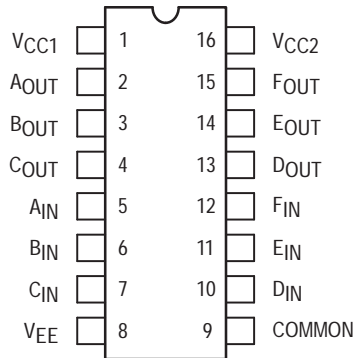 VCC1 1 16 VCC2
AOUT 2 15 FOUT
BOUT 3 14 EOUT
COUT 4 13 DOUT
AIN 5 12 FIN
BIN 6 11 EIN
CIN 7 10 DIN
VEE 8 9 COMMON